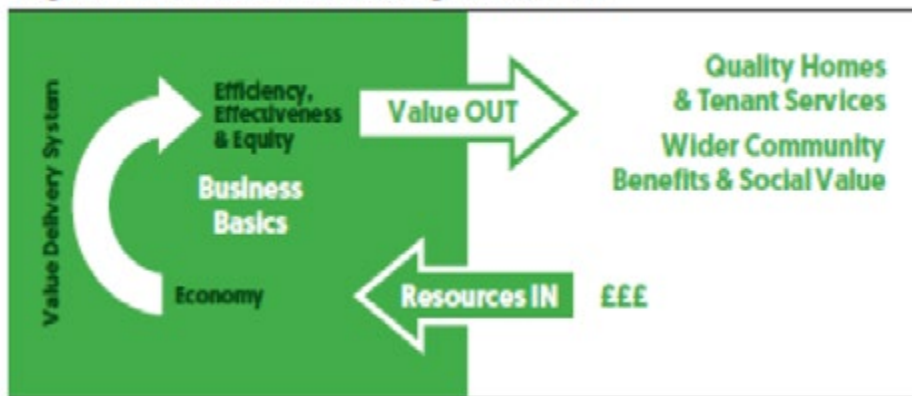 Value Delivery System
Efficiency,
Effectiveness
& Equity
Value OUT
Quality Homes
& Tenant Services
Wider Community
Benefits & Social Value
Business
Basics
Economy
Resources IN
£££